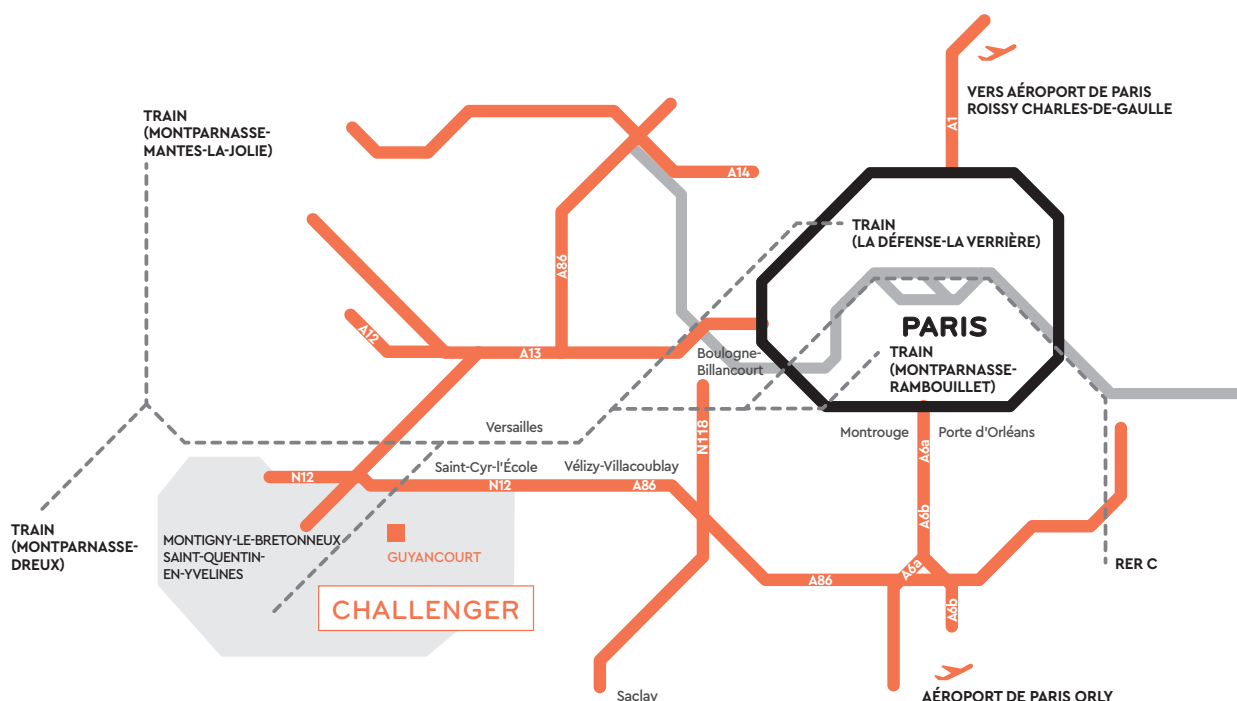 VERS AÉROPORT DE PARIS
ROISSY CHARLES-DE-GAULLE
A1
TRAIN
(MONTPARNASSE-
MANTES-LA-JOLIE)
A14
TRAIN
(LA DÉFENSE-LA VERRIÈRE)
A86
A12
A13
PARIS
Boulogne-
Billancourt
TRAIN
(MONTPARNASSE-
RAMBOUILLET)
Versailles
N118
Montrouge
A6a
Porte d'Orléans
Saint-Cyr-l'École
Vélizy-Villacoublay
N12
N12
A86
A6b
TRAIN
(MONTPARNASSE-
DREUX)
MONTIGNY-LE-BRETONNEUX
SAINT-QUENTIN-
EN-YVELINES
GUYANCOURT
RER C
A86
A6a
A6b
CHALLENGER
Saclay
AÉROPORT DE PARIS ORLY